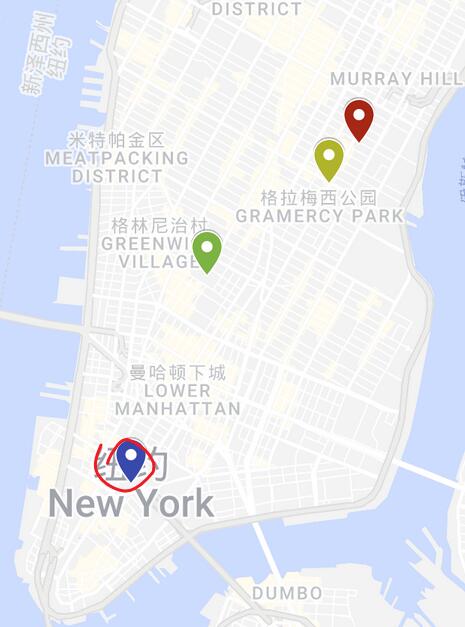 DISTRICT
新泽西州
纽约
MURRAY HILL
米特帕金区
MEATPACKING
DISTRICT
格拉梅西公园
GRAMERCY PARK
格林尼治村
GREENWI
VILLAGE
曼哈顿下城
LOWER
MANHATTAN
纽约
New York
DUMBO